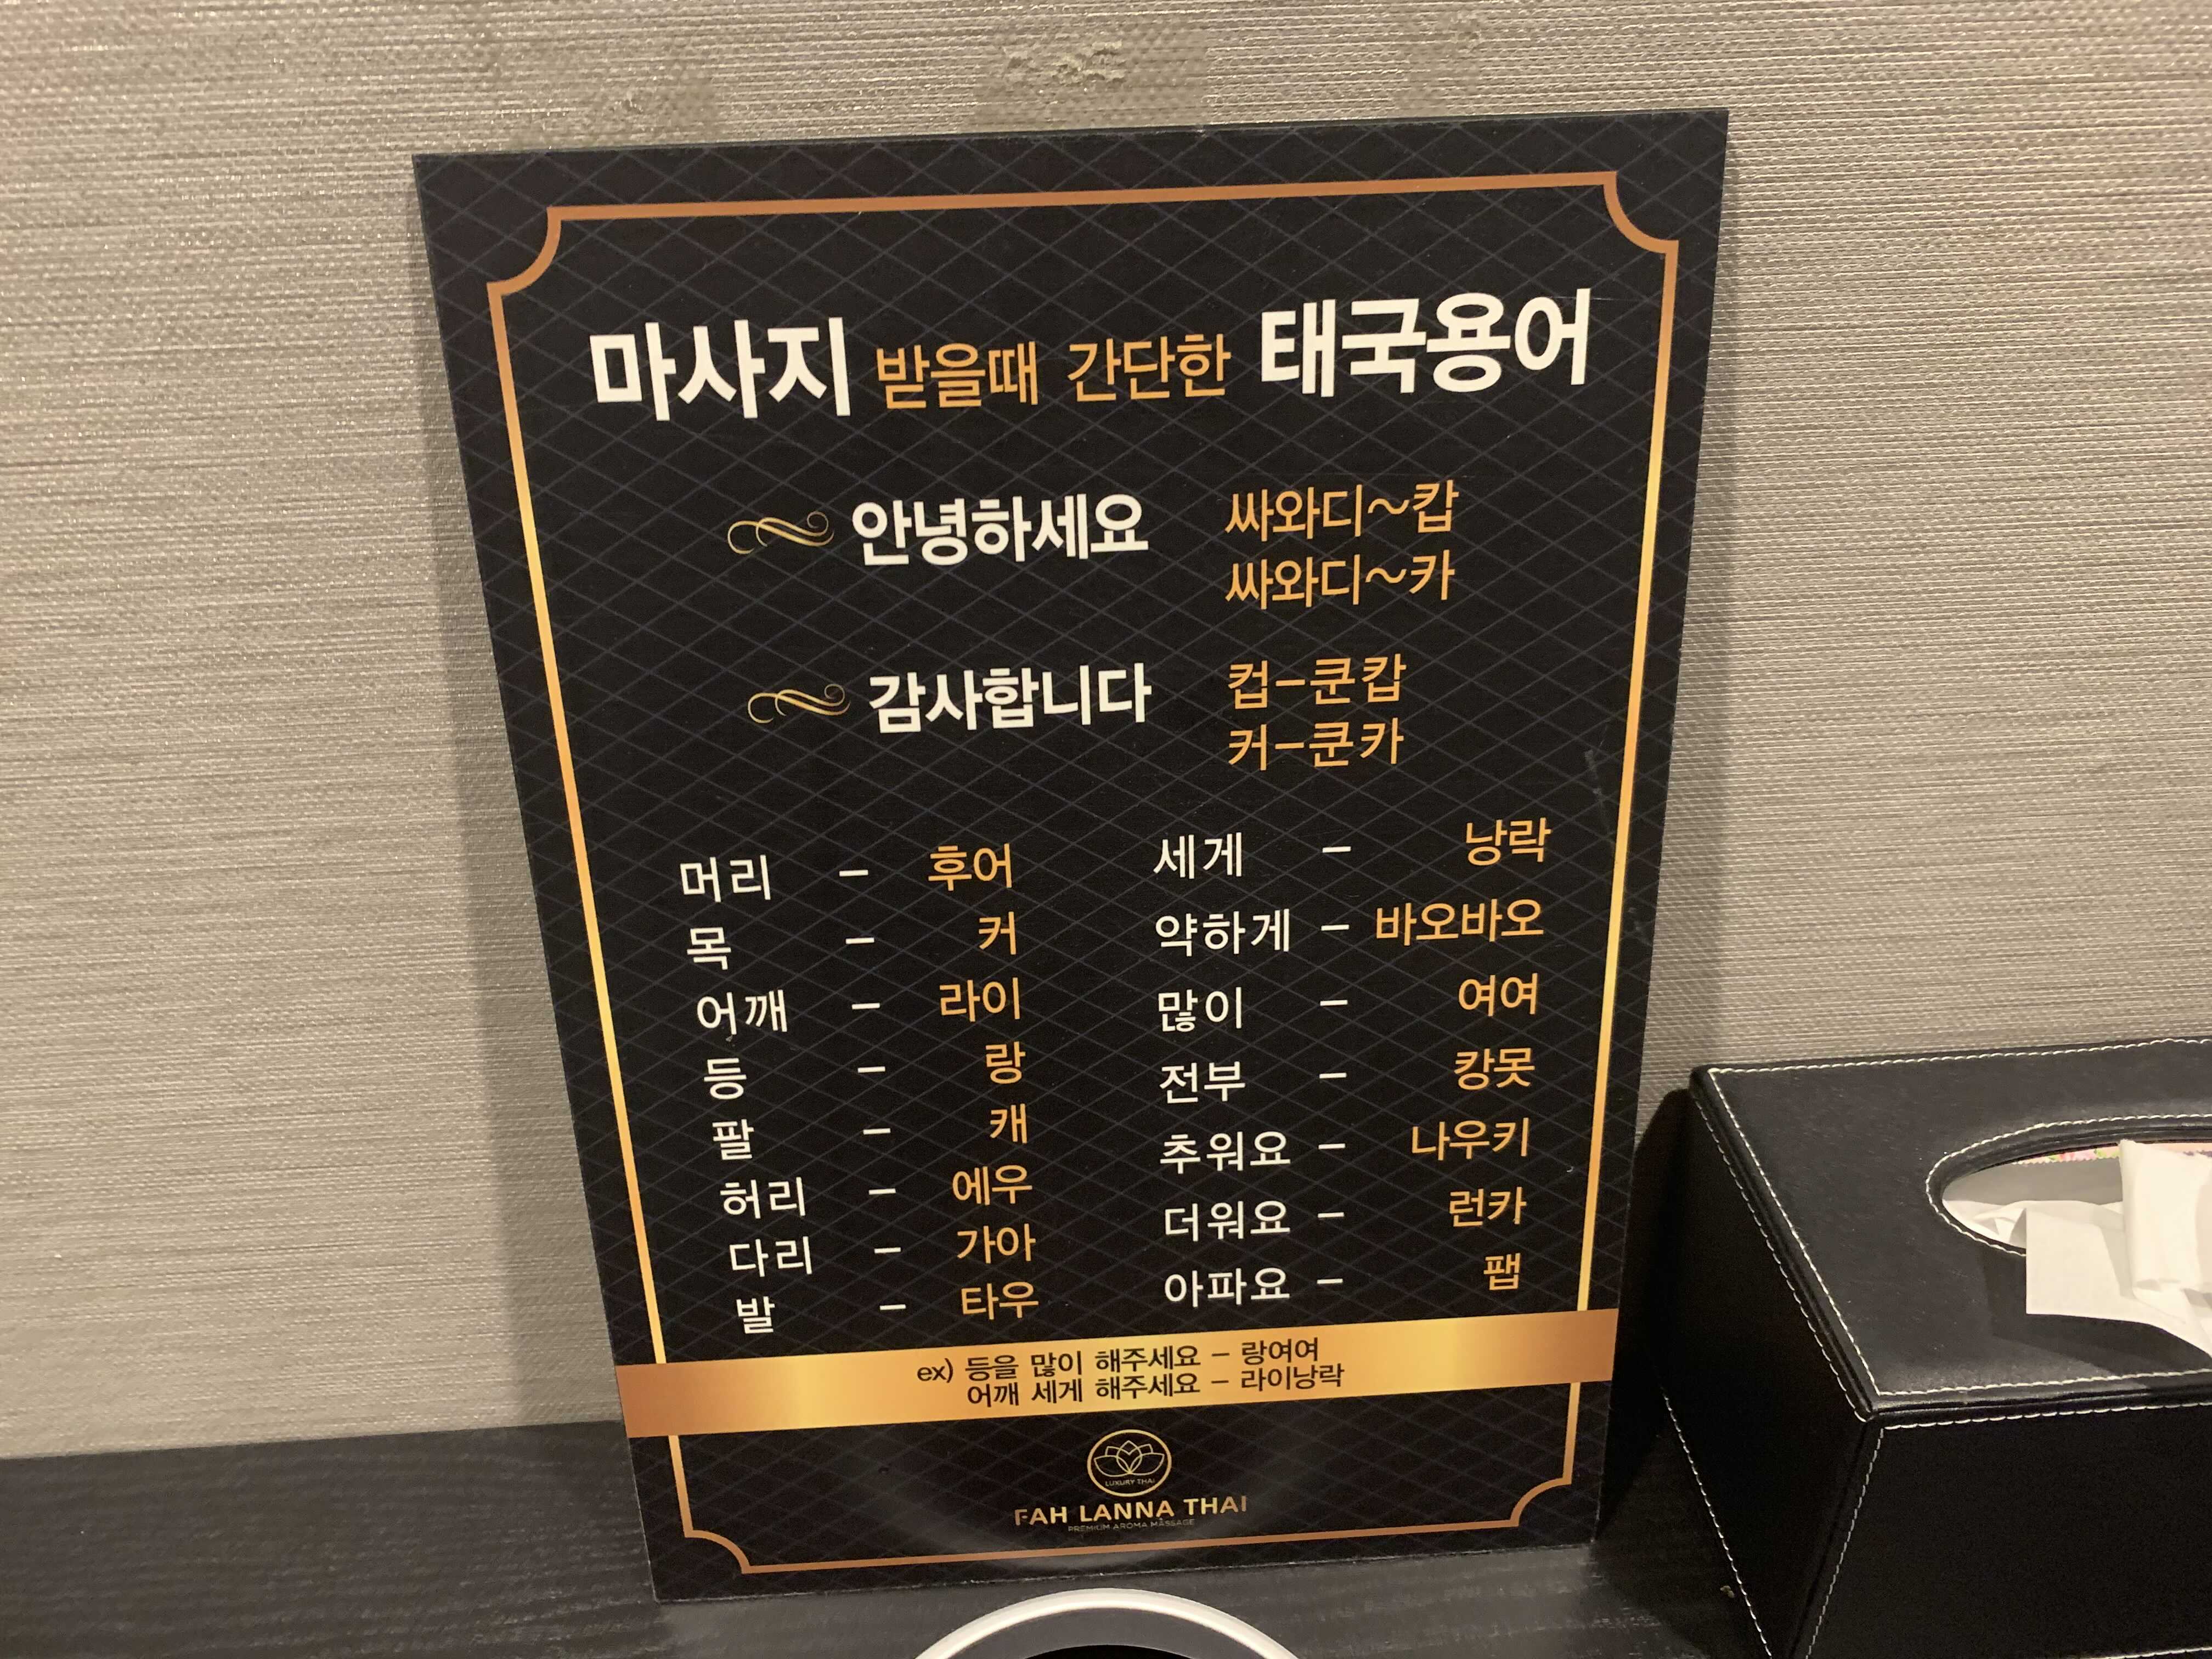 마사지 받을때 간단한 태국용어
안녕하세요 싸와디~캅
싸와디~카
감사합니다 컵-쿤캅
커-쿤카
머리 - 후어
목 - 커
어깨 - 라이
등 - 랑
팔 - 캐
허리 - 에우
다리 - 가아
발 - 타우
세게 - 낭락
약하게 - 바오바오
많이 - 여여
전부 - 캉못
추워요 - 나우키
더워요 - 런카
아파요 - 팹
ex) 등을 많이 해주세요 - 랑여여
어깨 세게 해주세요 - 라이낭락
LUXURY THAI
FAH LANNA THAI
PREMIUM AROMA MASSAGE